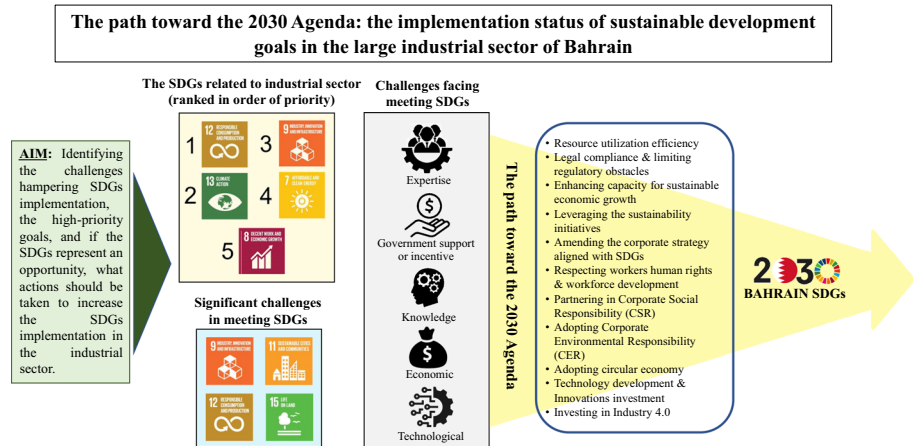 The path toward the 2030 Agenda: the implementation status of sustainable development
goals in the large industrial sector of Bahrain
AIM: Identifying
the challenges
hampering SDGs
implementation,
the high-priority
goals, and if the
SDGs represent an
opportunity, what
actions should be
taken to increase
the SDGs
implementation in
the industrial
sector.
The SDGs related to industrial sector
(ranked in order of priority)
1
12 RESPONSIBLE
CONSUMPTION
AND PRODUCTION
3
9 INDUSTRY, INNOVATION
AND INFRASTRUCTURE
2
13 CLIMATE
ACTION
4
7 AFFORDABLE AND
CLEAN ENERGY
5
8 DECENT WORK AND
ECONOMIC GROWTH
Significant challenges
in meeting SDGs
9 INDUSTRY, INNOVATION
AND INFRASTRUCTURE
11 SUSTAINABLE CITIES
AND COMMUNITIES
12 RESPONSIBLE
CONSUMPTION
AND PRODUCTION
15 LIFE
ON LAND
Challenges facing
meeting SDGs
Expertise
Government support
or incentive
Knowledge
Economic
Technological
The path toward the 2030 Agenda
• Resource utilization efficiency
• Legal compliance & limiting
regulatory obstacles
• Enhancing capacity for sustainable
economic growth
• Leveraging the sustainability
initiatives
• Amending the corporate strategy
aligned with SDGs
• Respecting workers human rights
& workforce development
• Partnering in Corporate Social
Responsibility (CSR)
• Adopting Corporate
Environmental Responsibility
(CER)
• Adopting circular economy
• Technology development &
Innovations investment
• Investing in Industry 4.0
2030
BAHRAIN SDGs